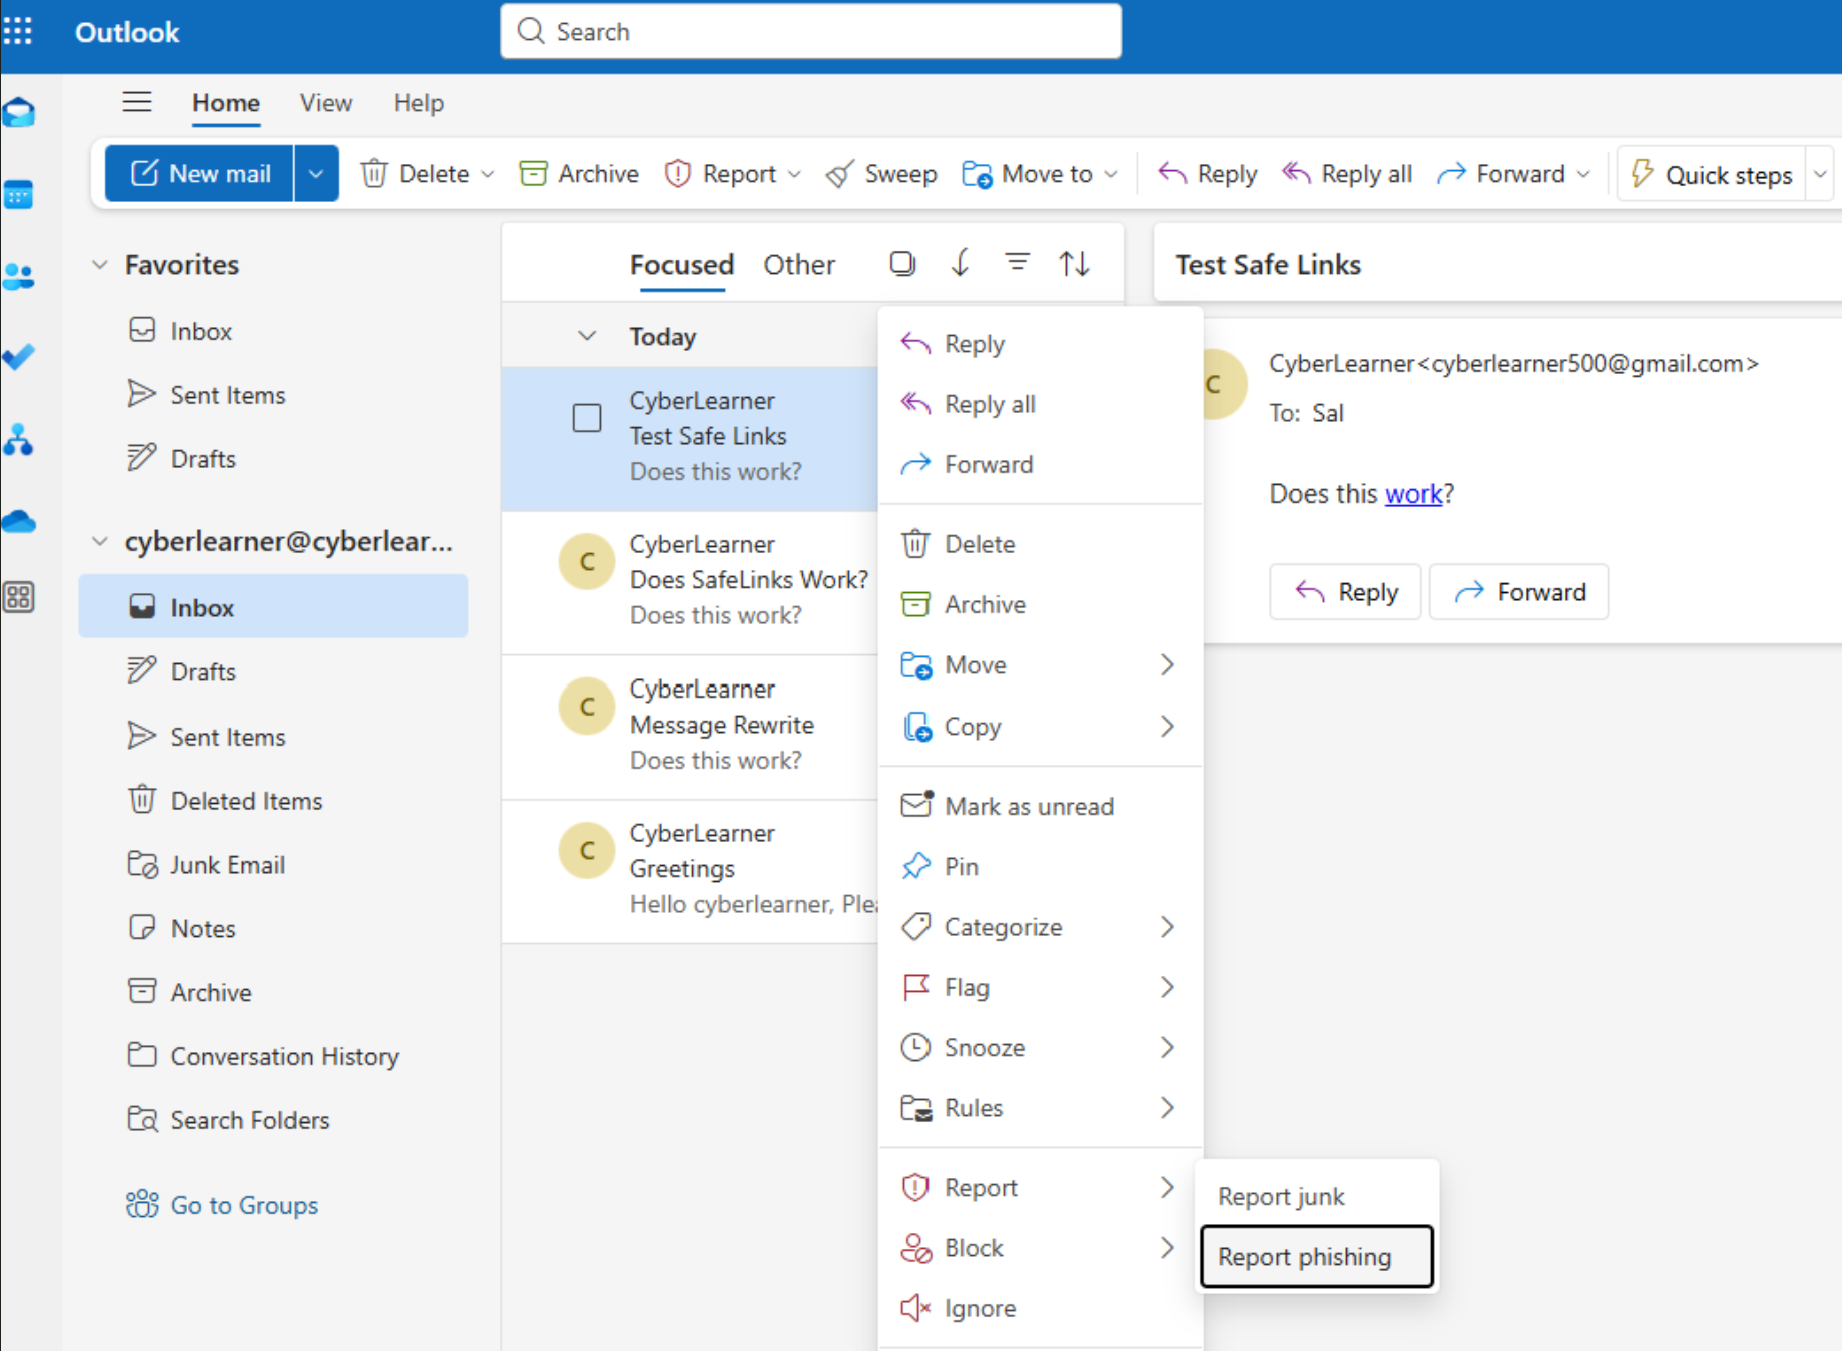 Outlook
Search
Home
View
Help
New mail
Delete
Archive
Report
Sweep
Move to
Reply
Reply all
Forward
Quick steps
Favorites
Inbox
Sent Items
Drafts
cyberlearner@cyberlear...
Inbox
Drafts
Sent Items
Deleted Items
Junk Email
Notes
Archive
Conversation History
Search Folders
Go to Groups
Focused
Other
Today
CyberLearner
Test Safe Links
Does this work?
C
CyberLearner
Does SafeLinks Work?
Does this work?
C
CyberLearner
Message Rewrite
Does this work?
C
CyberLearner
Greetings
Hello cyberlearner, Plea
Reply
Reply all
Forward
Delete
Archive
Move
Copy
Mark as unread
Pin
Categorize
Flag
Snooze
Rules
Report
Block
Ignore
Report junk
Report phishing
Test Safe Links
C
CyberLearner<cyberlearner500@gmail.com>
To: Sal
Does this work?
Reply
Forward